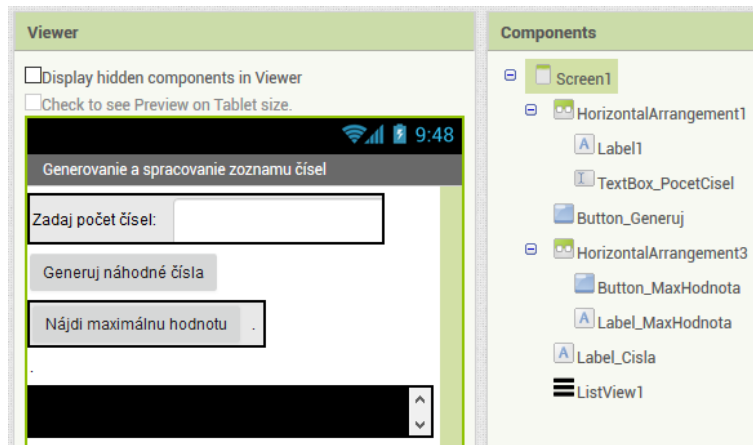 Viewer
Display hidden components in Viewer
Check to see Preview on Tablet size.
9:48
Generovanie a spracovanie zoznamu čísel
Zadaj počet čísel:
Generuj náhodné čísla
Nájdi maximálnu hodnotu .
.
Components
Screen1
HorizontalArrangement1
A Label1
TextBox_PocetCisel
Button_Generuj
HorizontalArrangement3
Button_MaxHodnota
A Label_MaxHodnota
A Label_Cisla
ListView1